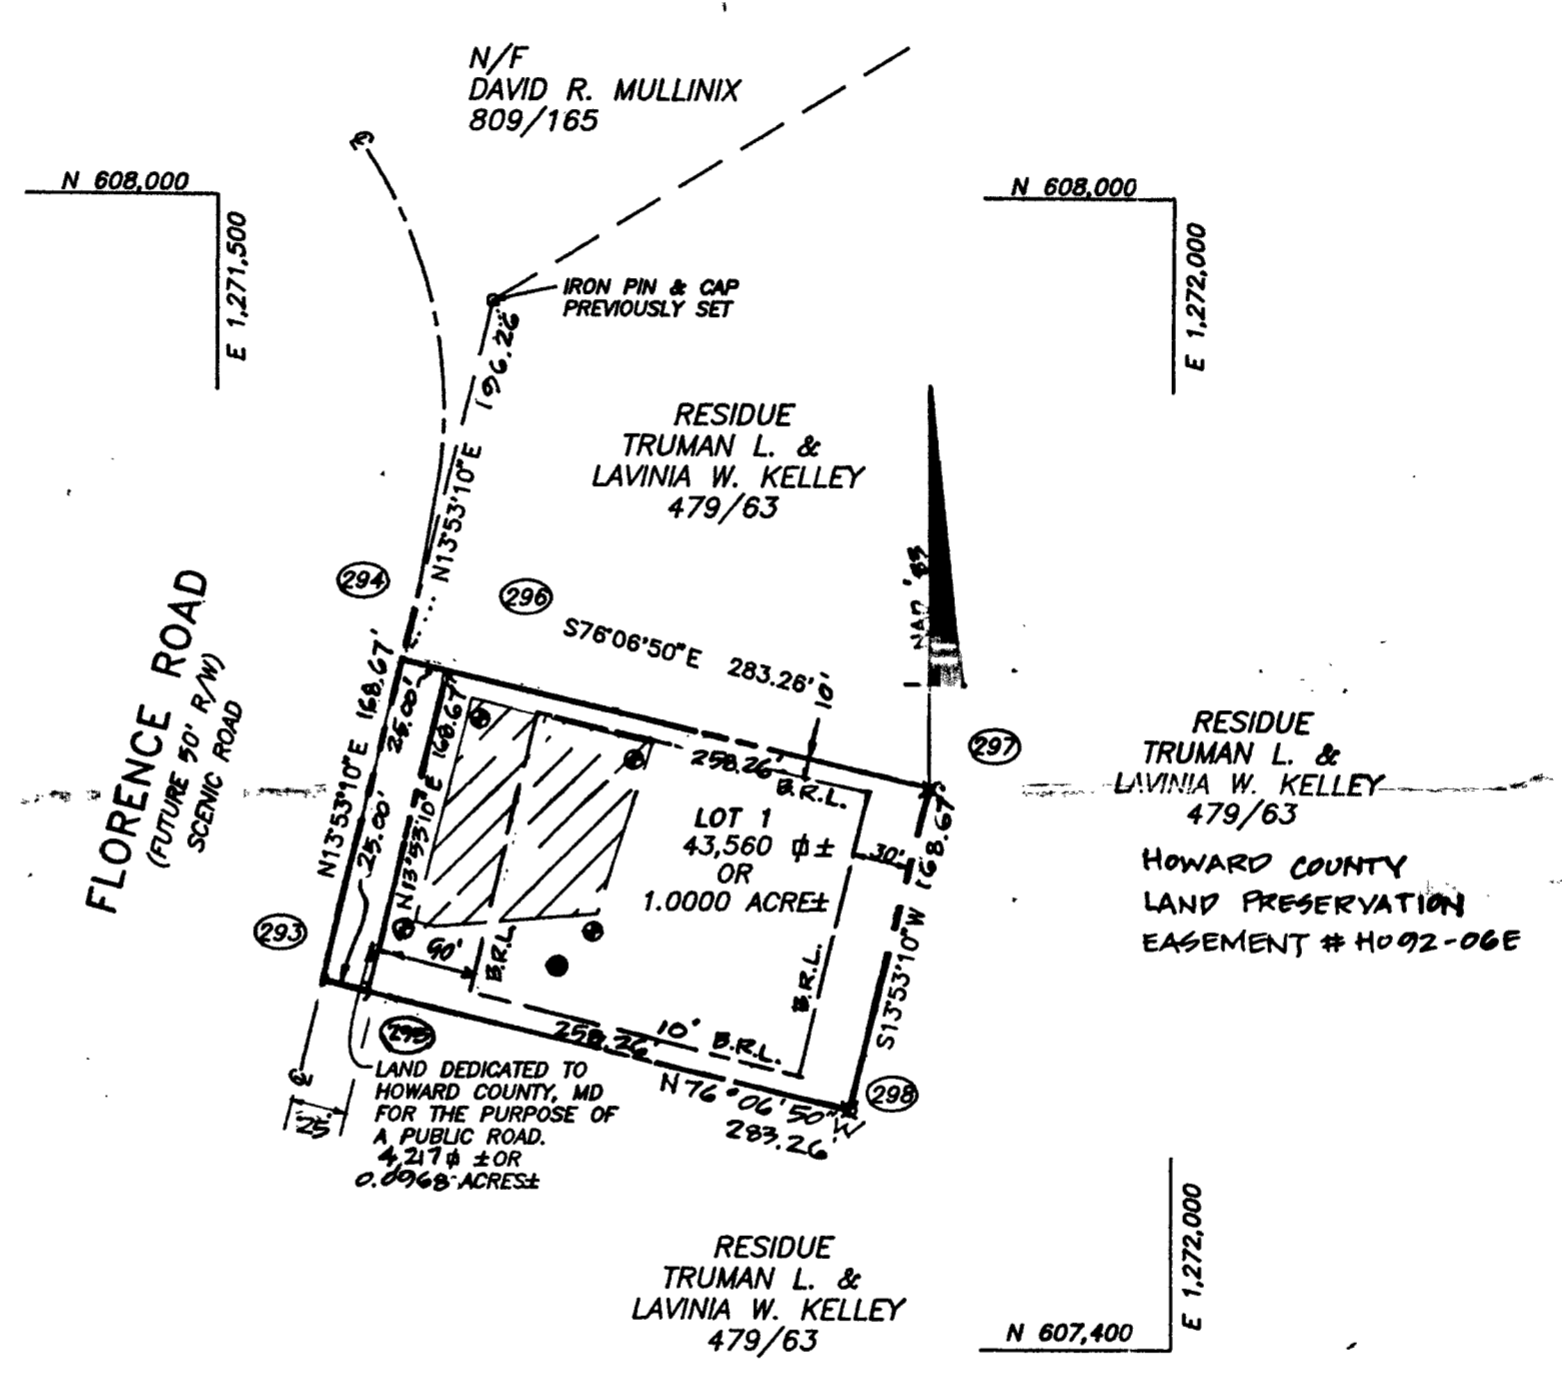 N/F
DAVID R. MULLINIX
809/165
N 608,000
E 1,271,500
N 608,000
E 1,272,000
IRON PIN & CAP
PREVIOUSLY SET
196.26'
N13°53'10"E
RESIDUE
TRUMAN L. &
LAVINIA W. KELLEY
479/63
NAD '83
294
296
S76°06'50"E 283.26'
10'
297
FLORENCE ROAD
(FUTURE 50' R/W)
SCENIC ROAD
N13°53'10"E 168.67'
25.00'
25.00'
N13°53'10"E 168.67'
258.26'
B.R.L.
LOT 1
43,560 ⏀ ±
OR
1.0000 ACRE±
30'
S13°53'10"W 168.67'
RESIDUE
TRUMAN L. &
LAVINIA W. KELLEY
479/63
HOWARD COUNTY
LAND PRESERVATION
EASEMENT # HO 92-06E
293
90'
B.R.L.
B.R.L.
10' B.R.L.
258.26'
295
298
N 76°06'50"W
283.26'
℄
℄
25'
LAND DEDICATED TO
HOWARD COUNTY, MD
FOR THE PURPOSE OF
A PUBLIC ROAD.
4,217 ⏀ ± OR
0.0968 ACRES±
RESIDUE
TRUMAN L. &
LAVINIA W. KELLEY
479/63
E 1,272,000
N 607,400